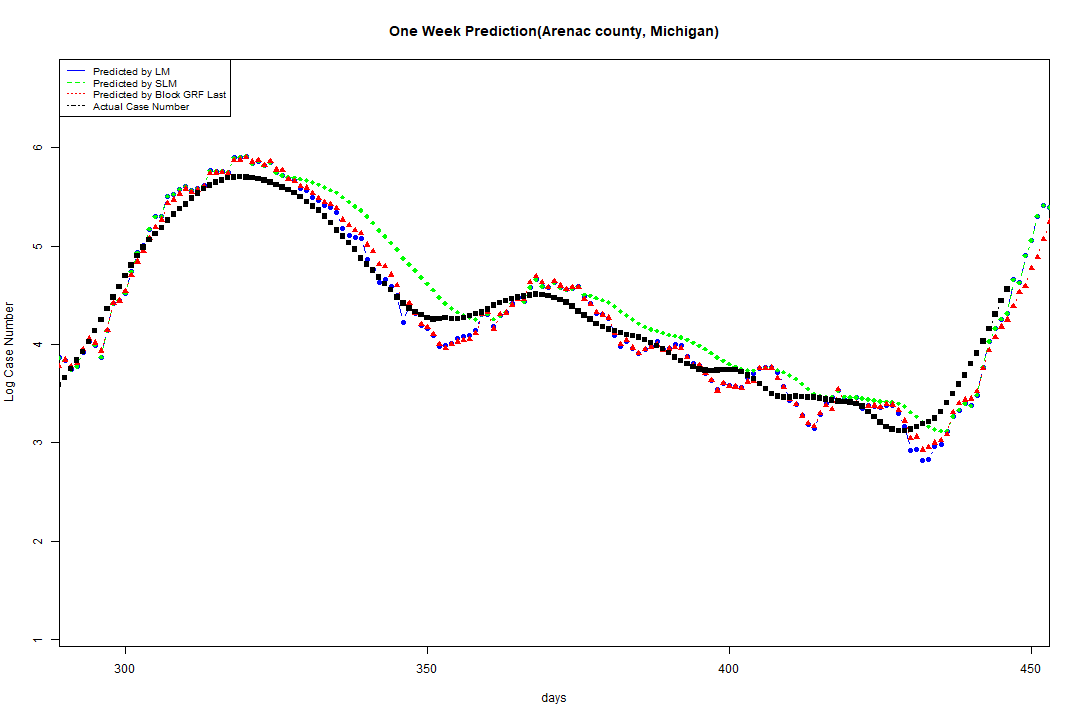 One Week Prediction(Arenac county, Michigan)
Predicted by LM
Predicted by SLM
Predicted by Block GRF Last
Actual Case Number
Log Case Number
6
5
4
3
2
1
300
350
400
450
days